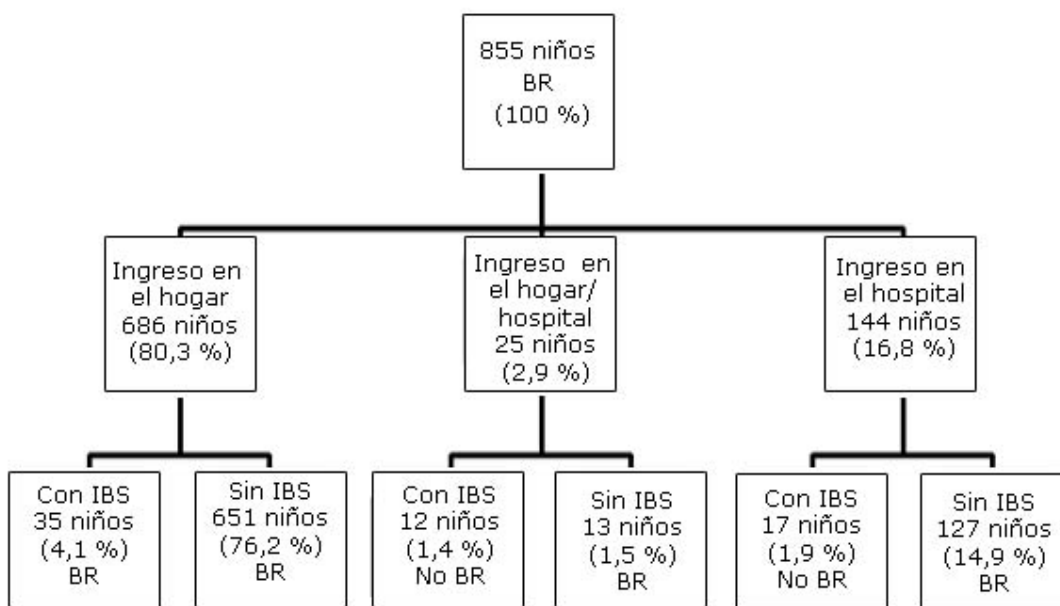 855 niños
BR
(100 %)
Ingreso en
el hogar
686 niños
(80,3 %)
Ingreso en
el hogar/
hospital
25 niños
(2,9 %)
Ingreso en
el hospital
144 niños
(16,8 %)
Con IBS
35 niños
(4,1 %)
BR
Sin IBS
651 niños
(76,2 %)
BR
Con IBS
12 niños
(1,4 %)
No BR
Sin IBS
13 niños
(1,5 %)
BR
Con IBS
17 niños
(1,9 %)
No BR
Sin IBS
127 niños
(14,9 %)
BR